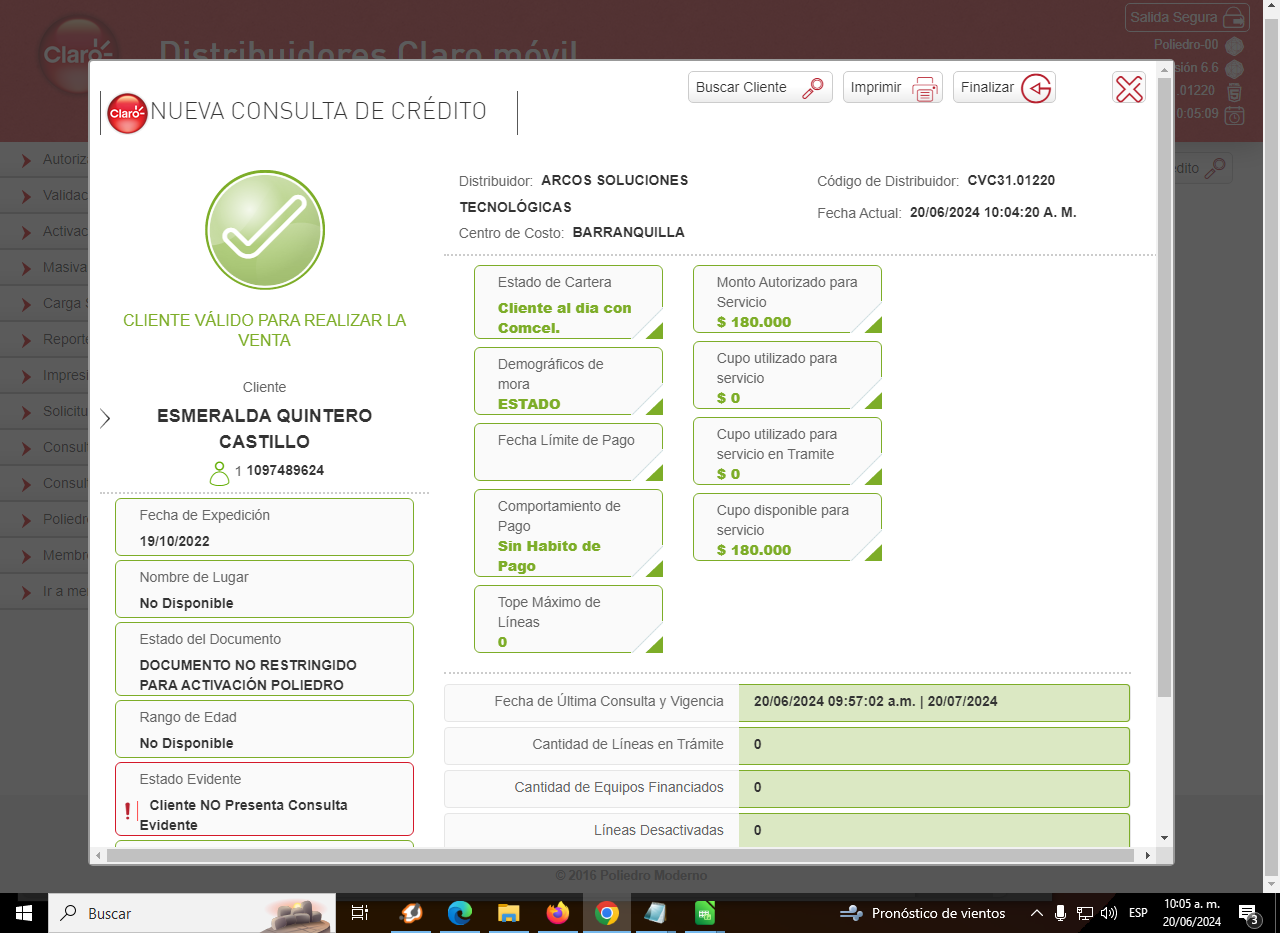 Salida Segura
Claro
Distribuidores Claro móvil
Poliedro-00
sión 6.6
.01220
0:05:09
Buscar Cliente
Imprimir
Finalizar
Claro
NUEVA CONSULTA DE CRÉDITO
Autoriz
Validac
Activac
Masiva
Carga S
Reporte
Impresi
Solicitu
Consul
Consul
Poliedr
Membr
Ir a me
dito
CLIENTE VÁLIDO PARA REALIZAR LA
VENTA
Cliente
ESMERALDA QUINTERO
CASTILLO
1 1097489624
Fecha de Expedición
19/10/2022
Nombre de Lugar
No Disponible
Estado del Documento
DOCUMENTO NO RESTRINGIDO
PARA ACTIVACIÓN POLIEDRO
Rango de Edad
No Disponible
Estado Evidente
! Cliente NO Presenta Consulta
Evidente
Distribuidor: ARCOS SOLUCIONES
TECNOLÓGICAS
Centro de Costo: BARRANQUILLA
Código de Distribuidor: CVC31.01220
Fecha Actual: 20/06/2024 10:04:20 A. M.
Estado de Cartera
Cliente al dia con
Comcel.
Demográficos de
mora
ESTADO
Fecha Límite de Pago
Comportamiento de
Pago
Sin Habito de
Pago
Tope Máximo de
Líneas
0
Monto Autorizado para
Servicio
$ 180.000
Cupo utilizado para
servicio
$ 0
Cupo utilizado para
servicio en Tramite
$ 0
Cupo disponible para
servicio
$ 180.000
Fecha de Última Consulta y Vigencia 20/06/2024 09:57:02 a.m. | 20/07/2024
Cantidad de Líneas en Trámite 0
Cantidad de Equipos Financiados 0
Líneas Desactivadas 0
© 2016 Poliedro Moderno
Buscar
Pronóstico de vientos
ESP
10:05 a. m.
20/06/2024
3